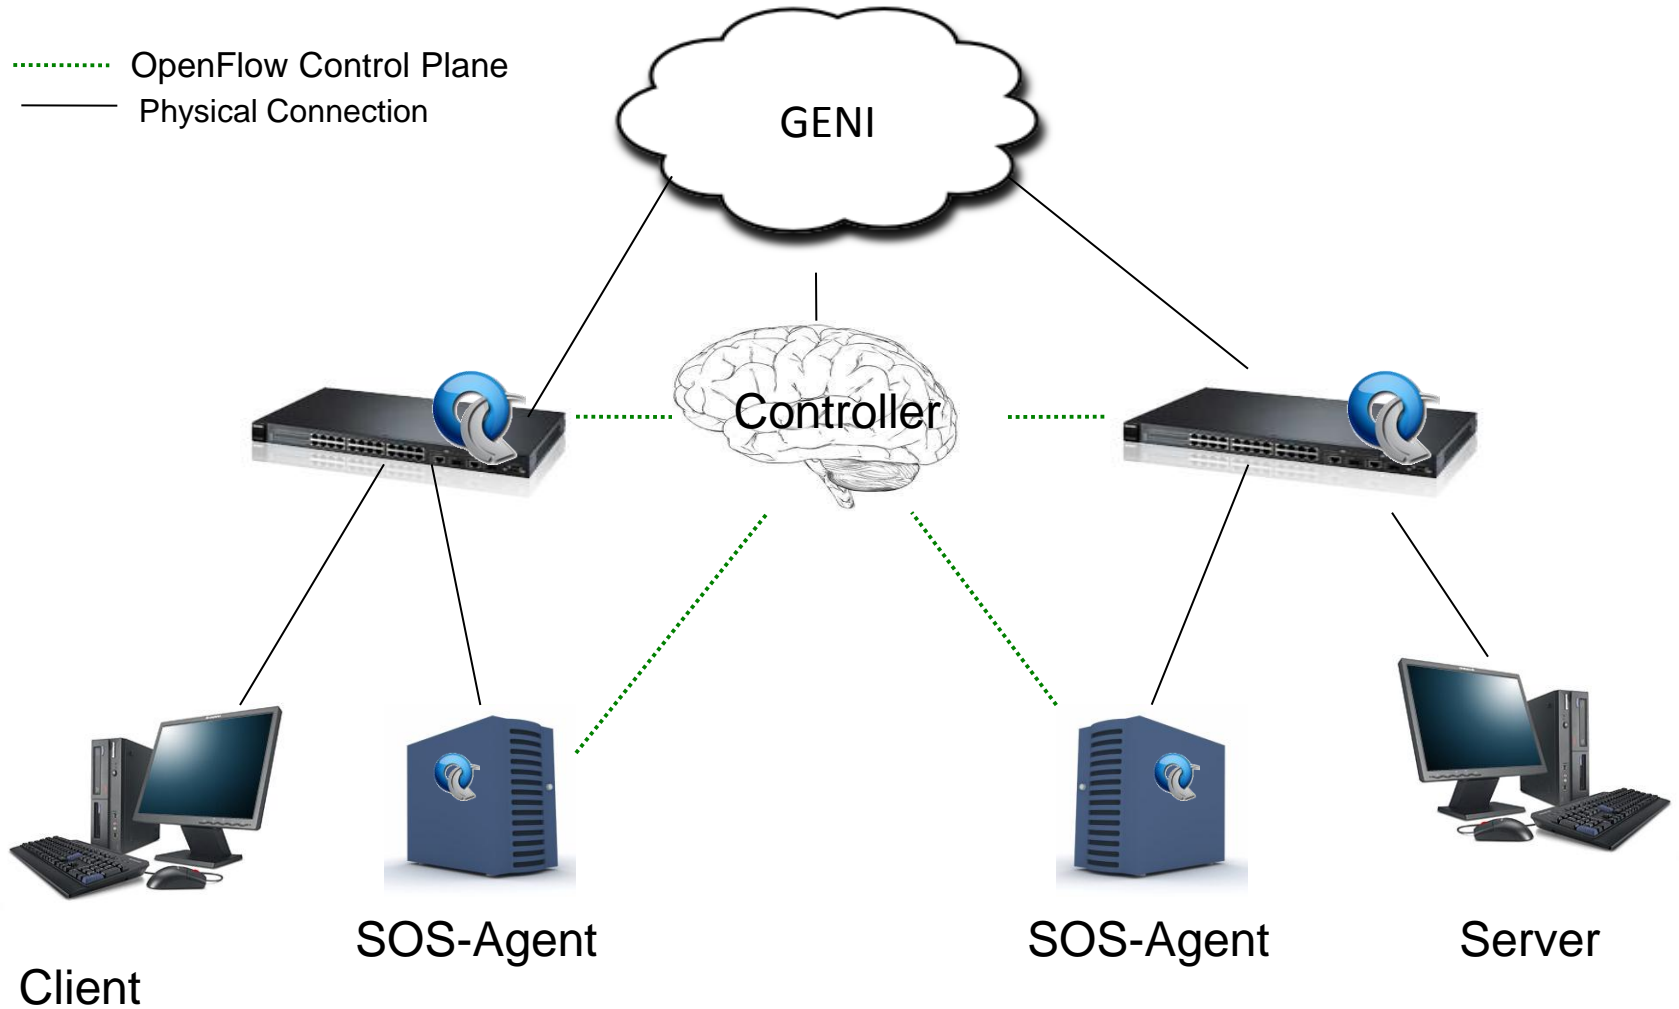 OpenFlow Control Plane
Physical Connection
GENI
Controller
SOS-Agent
SOS-Agent
Server
Client